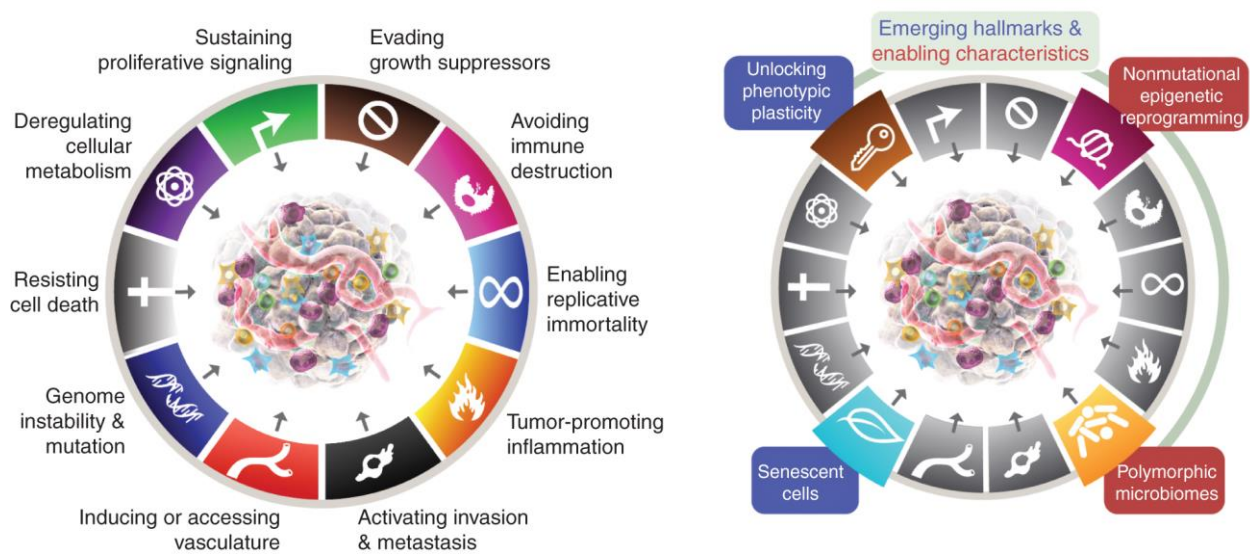 Sustaining
proliferative signaling
Evading
growth suppressors
Deregulating
cellular
metabolism
Avoiding
immune
destruction
Resisting
cell death
Enabling
replicative
immortality
Genome
instability &
mutation
Tumor-promoting
inflammation
Inducing or accessing
vasculature
Activating invasion
& metastasis
Emerging hallmarks &
enabling characteristics
Unlocking
phenotypic
plasticity
Nonmutational
epigenetic
reprogramming
Senescent
cells
Polymorphic
microbiomes